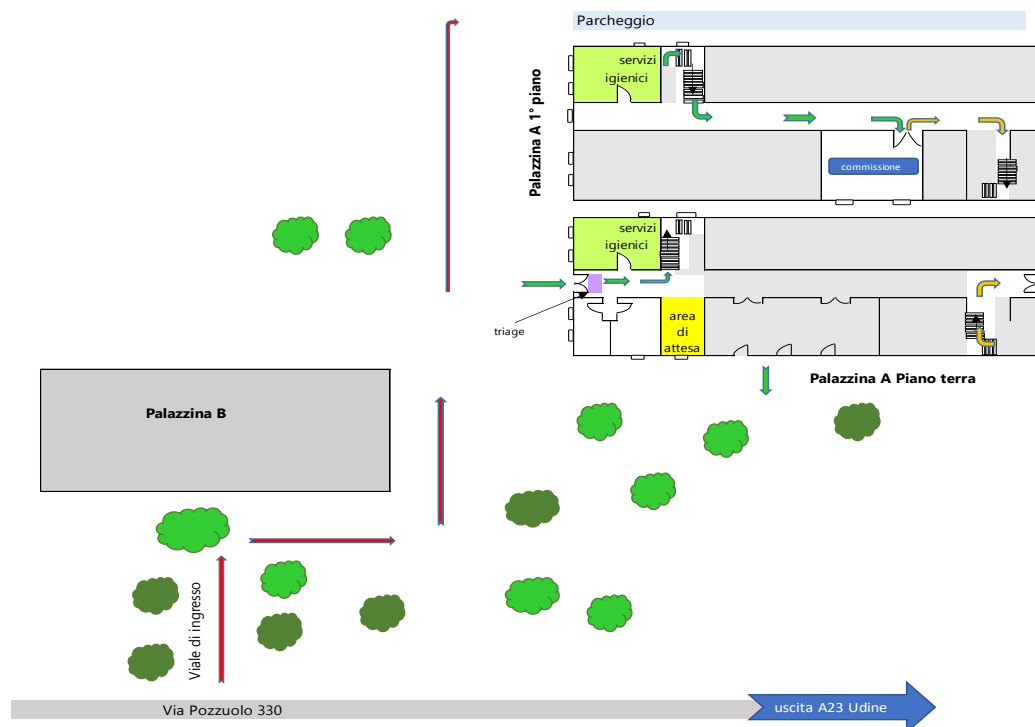 Parcheggio
Palazzina A 1° piano
servizi
igienici
commissione
servizi
igienici
triage
area
di
attesa
Palazzina A Piano terra
Palazzina B
Viale di ingresso
Via Pozzuolo 330
uscita A23 Udine